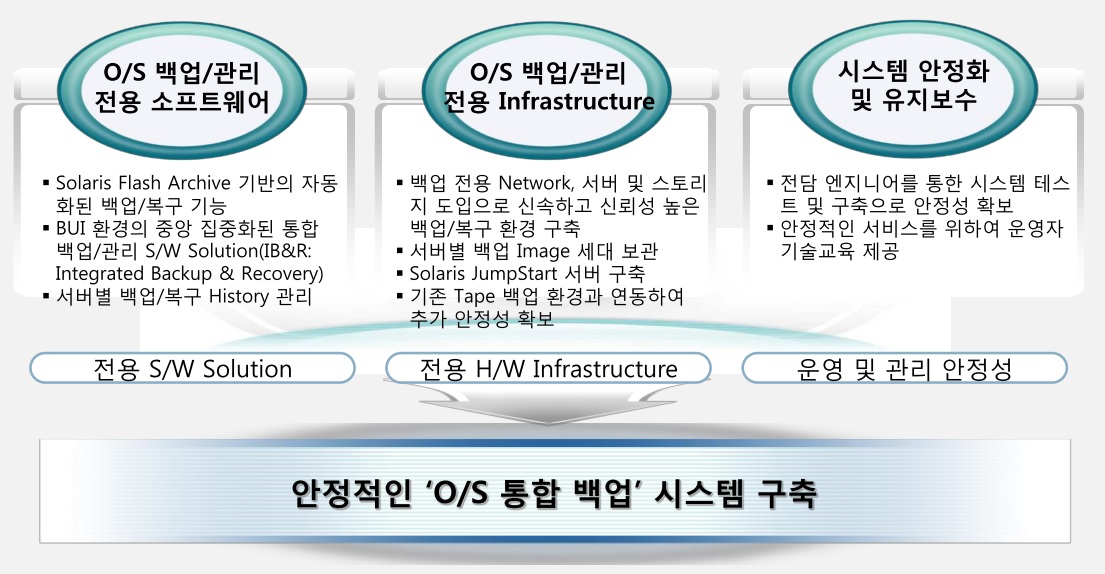 O/S 백업/관리
전용 소프트웨어
▪ Solaris Flash Archive 기반의 자동
화된 백업/복구 기능
▪ BUI 환경의 중앙 집중화된 통합
백업/관리 S/W Solution(IB&R:
Integrated Backup & Recovery)
▪ 서버별 백업/복구 History 관리
전용 S/W Solution
O/S 백업/관리
전용 Infrastructure
▪ 백업 전용 Network, 서버 및 스토리
지 도입으로 신속하고 신뢰성 높은
백업/복구 환경 구축
▪ 서버별 백업 Image 세대 보관
▪ Solaris JumpStart 서버 구축
▪ 기존 Tape 백업 환경과 연동하여
추가 안정성 확보
전용 H/W Infrastructure
시스템 안정화
및 유지보수
▪ 전담 엔지니어를 통한 시스템 테스
트 및 구축으로 안정성 확보
▪ 안정적인 서비스를 위하여 운영자
기술교육 제공
운영 및 관리 안정성
안정적인 ‘O/S 통합 백업’ 시스템 구축